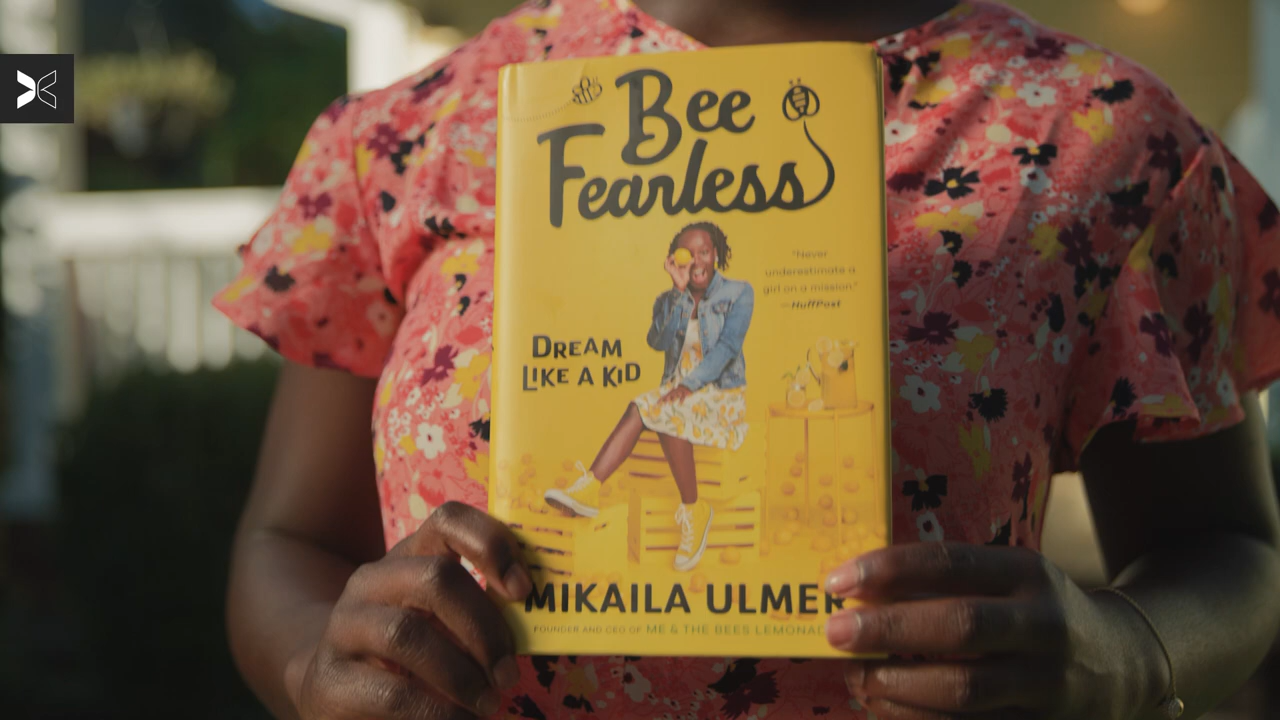 Bee
Fearless
"Never
underestimate a
girl on a mission."
—HuffPost
DREAM
LIKE A KID
MIKAILA ULMER
FOUNDER AND CEO OF ME & THE BEES LEMONAD